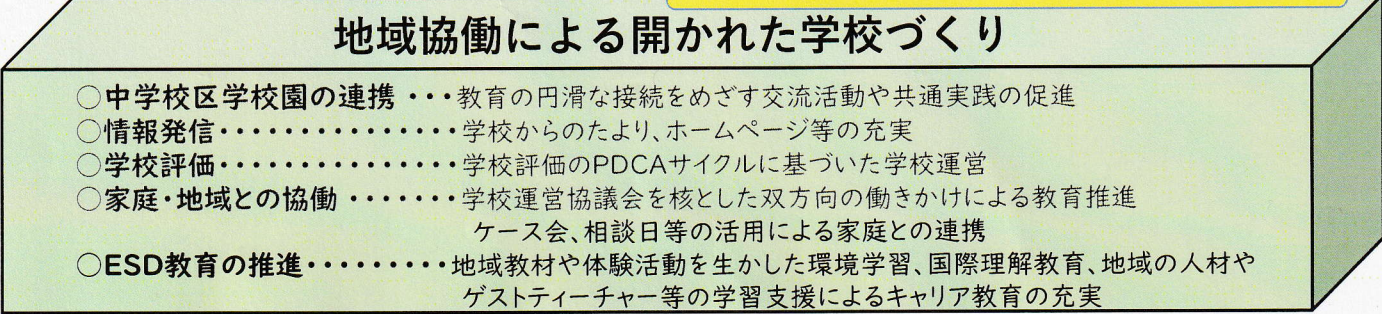 地域協働による開かれた学校づくり
○中学校区学校園の連携・・・教育の円滑な接続をめざす交流活動や共通実践の促進
○情報発信・・・・・・・・・・・・・・・学校からのたより、ホームページ等の充実
○学校評価・・・・・・・・・・・・・・・学校評価のPDCAサイクルに基づいた学校運営
○家庭・地域との協働・・・・・・・学校運営協議会を核とした双方向の働きかけによる教育推進
ケース会、相談日等の活用による家庭との連携
○ESD教育の推進・・・・・・・・・地域教材や体験活動を生かした環境学習、国際理解教育、地域の人材や
ゲストティーチャー等の学習支援によるキャリア教育の充実